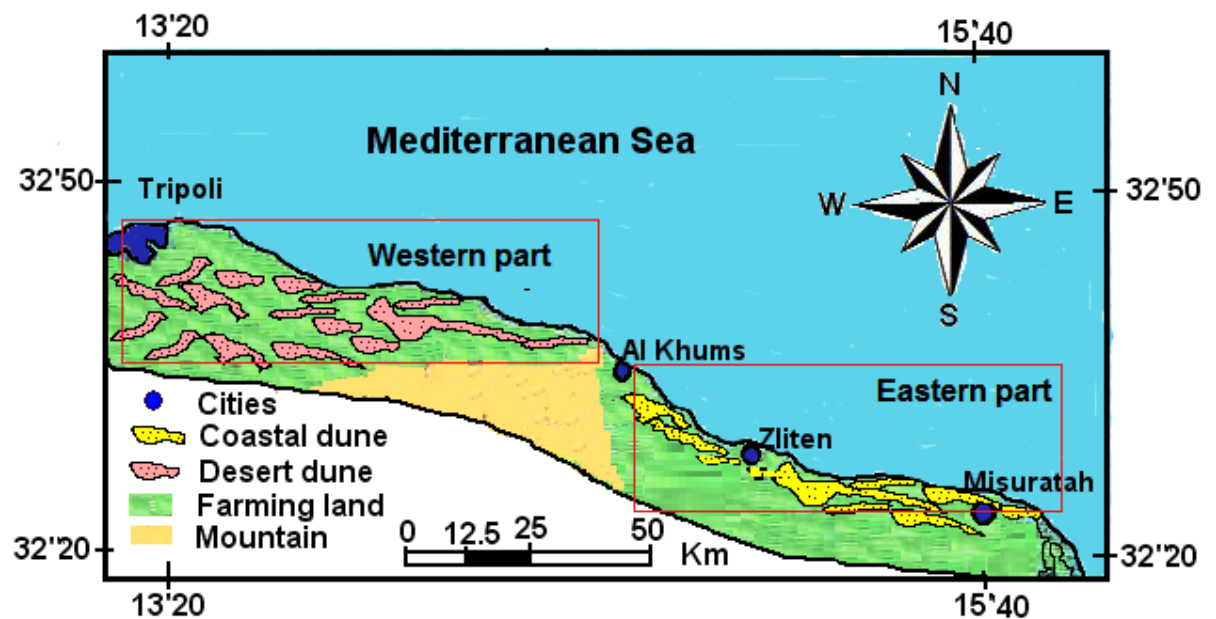 13'20 15'40
N
Mediterranean Sea
32'50 Tripoli W E 32'50
Western part
S
Al Khums
Eastern part
Cities
Coastal dune Zliten
Desert dune Misuratah
Farming land
Mountain
0 12.5 25 50
Km
32"20 32"20
13'20 15'40